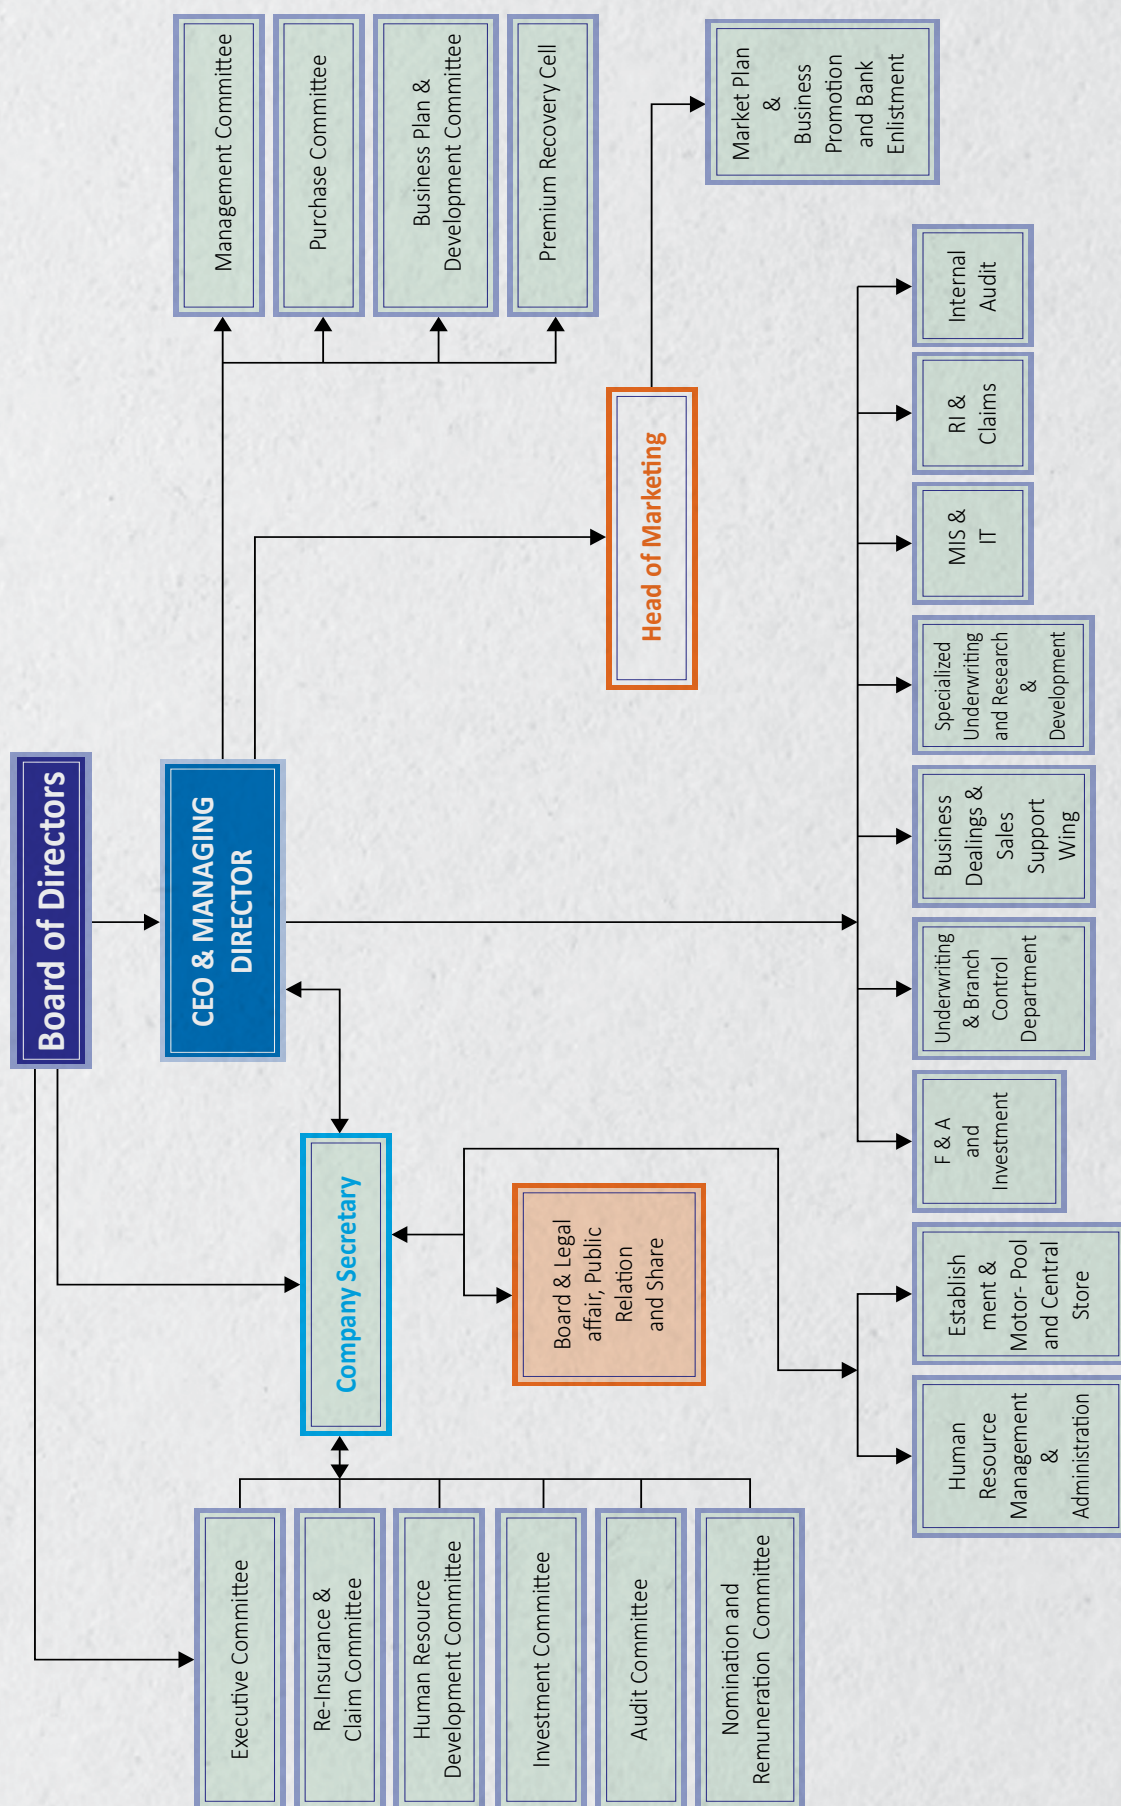 Board of Directors
CEO & MANAGING
DIRECTOR
Executive Committee
Re-Insurance &
Claim Committee
Human Resource
Development Committee
Investment Committee
Audit Committee
Nomination and
Remuneration Committee
Company Secretary
Board & Legal
affair, Public
Relation
and Share
Management Committee
Purchase Committee
Business Plan &
Development Committee
Premium Recovery Cell
Head of Marketing
Market Plan
&
Business
Promotion
and Bank
Enlistment
Human
Resource
Management
&
Administration
Establish
ment &
Motor- Pool
and Central
Store
F & A
and
Investment
Underwriting
& Branch
Control
Department
Business
Dealings &
Sales
Support
Wing
Specialized
Underwriting
and Research
&
Development
MIS &
IT
RI &
Claims
Internal
Audit